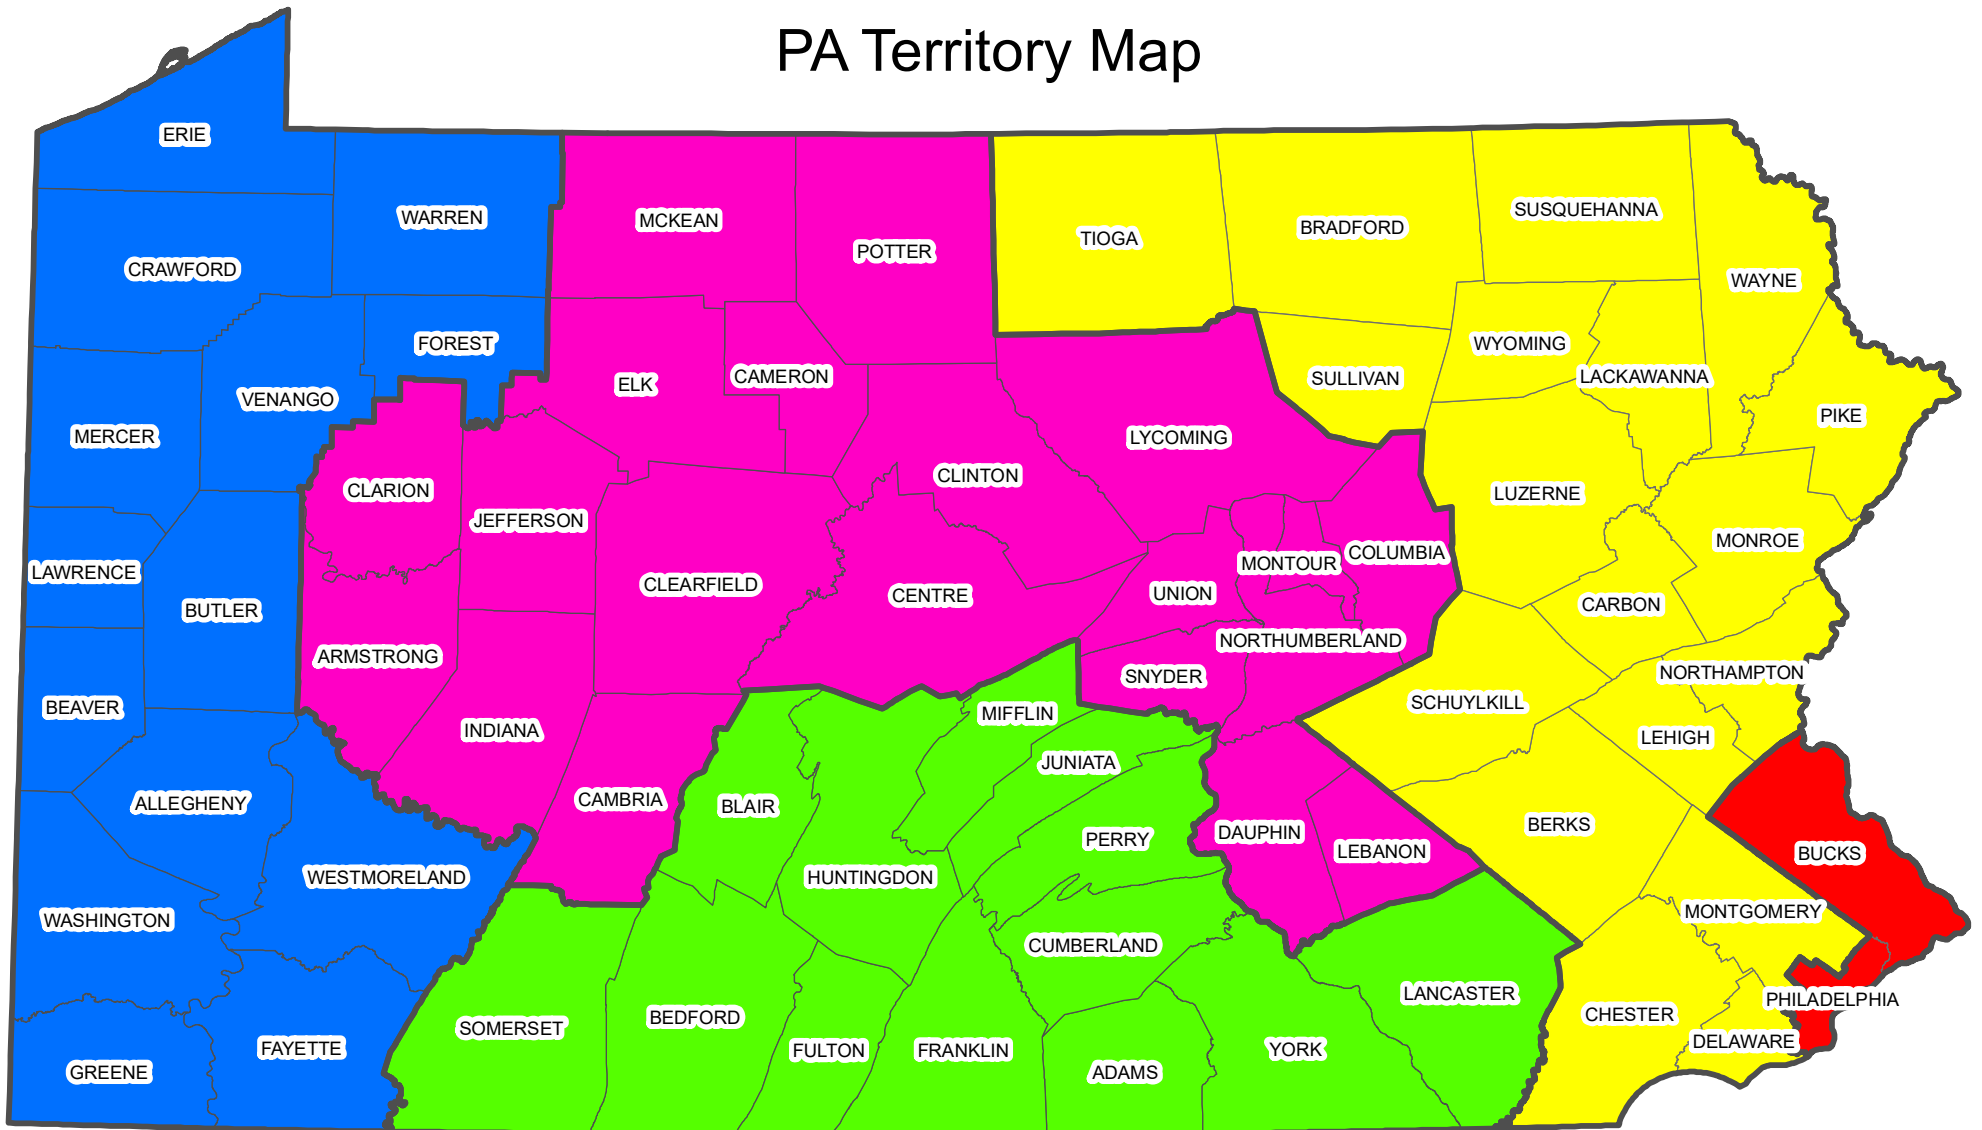 PA Territory Map
ERIE
WARREN
MCKEAN
POTTER
TIOGA
BRADFORD
SUSQUEHANNA
WAYNE
CRAWFORD
FOREST
ELK
CAMERON
SULLIVAN
WYOMING
LACKAWANNA
PIKE
VENANGO
MERCER
CLARION
JEFFERSON
CLINTON
LYCOMING
LUZERNE
MONROE
LAWRENCE
BUTLER
CLEARFIELD
CENTRE
UNION
MONTOUR
COLUMBIA
CARBON
ARMSTRONG
NORTHUMBERLAND
SNYDER
NORTHAMPTON
BEAVER
INDIANA
MIFFLIN
SCHUYLKILL
LEHIGH
JUNIATA
ALLEGHENY
CAMBRIA
BLAIR
PERRY
DAUPHIN
LEBANON
BERKS
BUCKS
WESTMORELAND
HUNTINGDON
WASHINGTON
CUMBERLAND
MONTGOMERY
LANCASTER
PHILADELPHIA
SOMERSET
BEDFORD
CHESTER
DELAWARE
GREENE
FAYETTE
FULTON
FRANKLIN
ADAMS
YORK